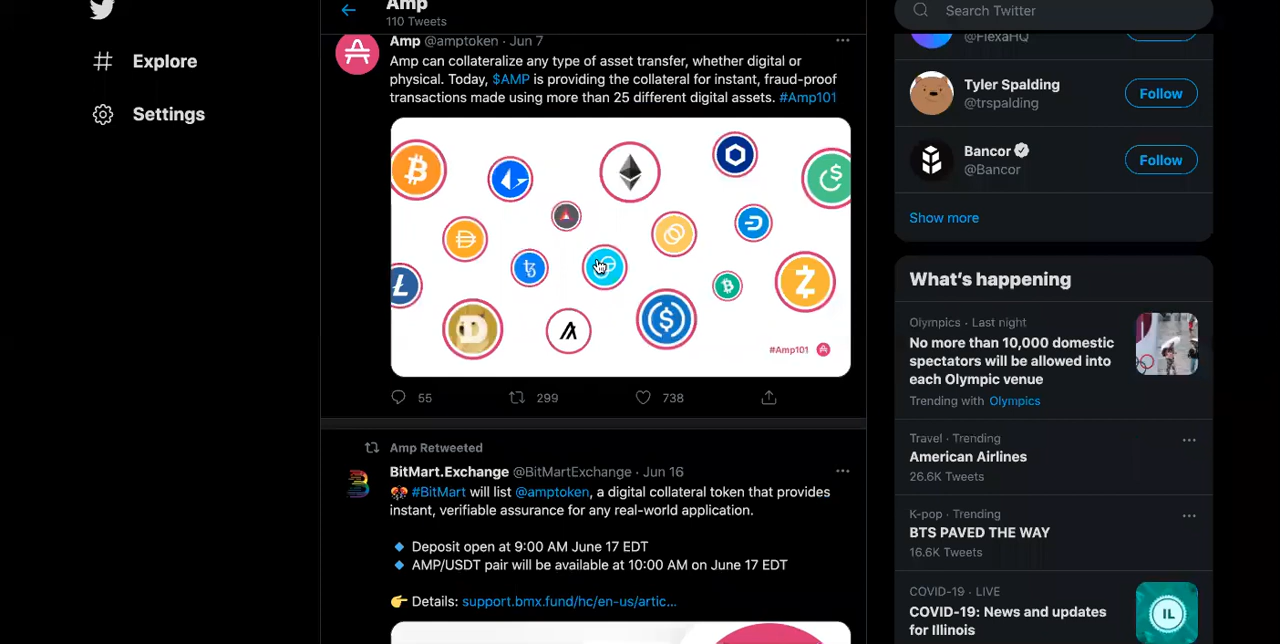 Explore
Settings
Amp
110 Tweets
Amp @amptoken · Jun 7
Amp can collateralize any type of asset transfer, whether digital or
physical. Today, $AMP is providing the collateral for instant, fraud-proof
transactions made using more than 25 different digital assets. #Amp101
#Amp101
55 299 738
Amp Retweeted
BitMart.Exchange @BitMartExchange · Jun 16
#BitMart will list @amptoken, a digital collateral token that provides
instant, verifiable assurance for any real-world application.
Deposit open at 9:00 AM June 17 EDT
AMP/USDT pair will be available at 10:00 AM on June 17 EDT
Details: support.bmx.fund/hc/en-us/artic...
Search Twitter
@FlexaHQ
Tyler Spalding
@trspalding
Follow
Bancor
@Bancor
Follow
Show more
What's happening
Olympics · Last night
No more than 10,000 domestic
spectators will be allowed into
each Olympic venue
Trending with Olympics
Travel · Trending
American Airlines
26.6K Tweets
K-pop · Trending
BTS PAVED THE WAY
16.6K Tweets
COVID-19 · LIVE
COVID-19: News and updates
for Illinois
IL